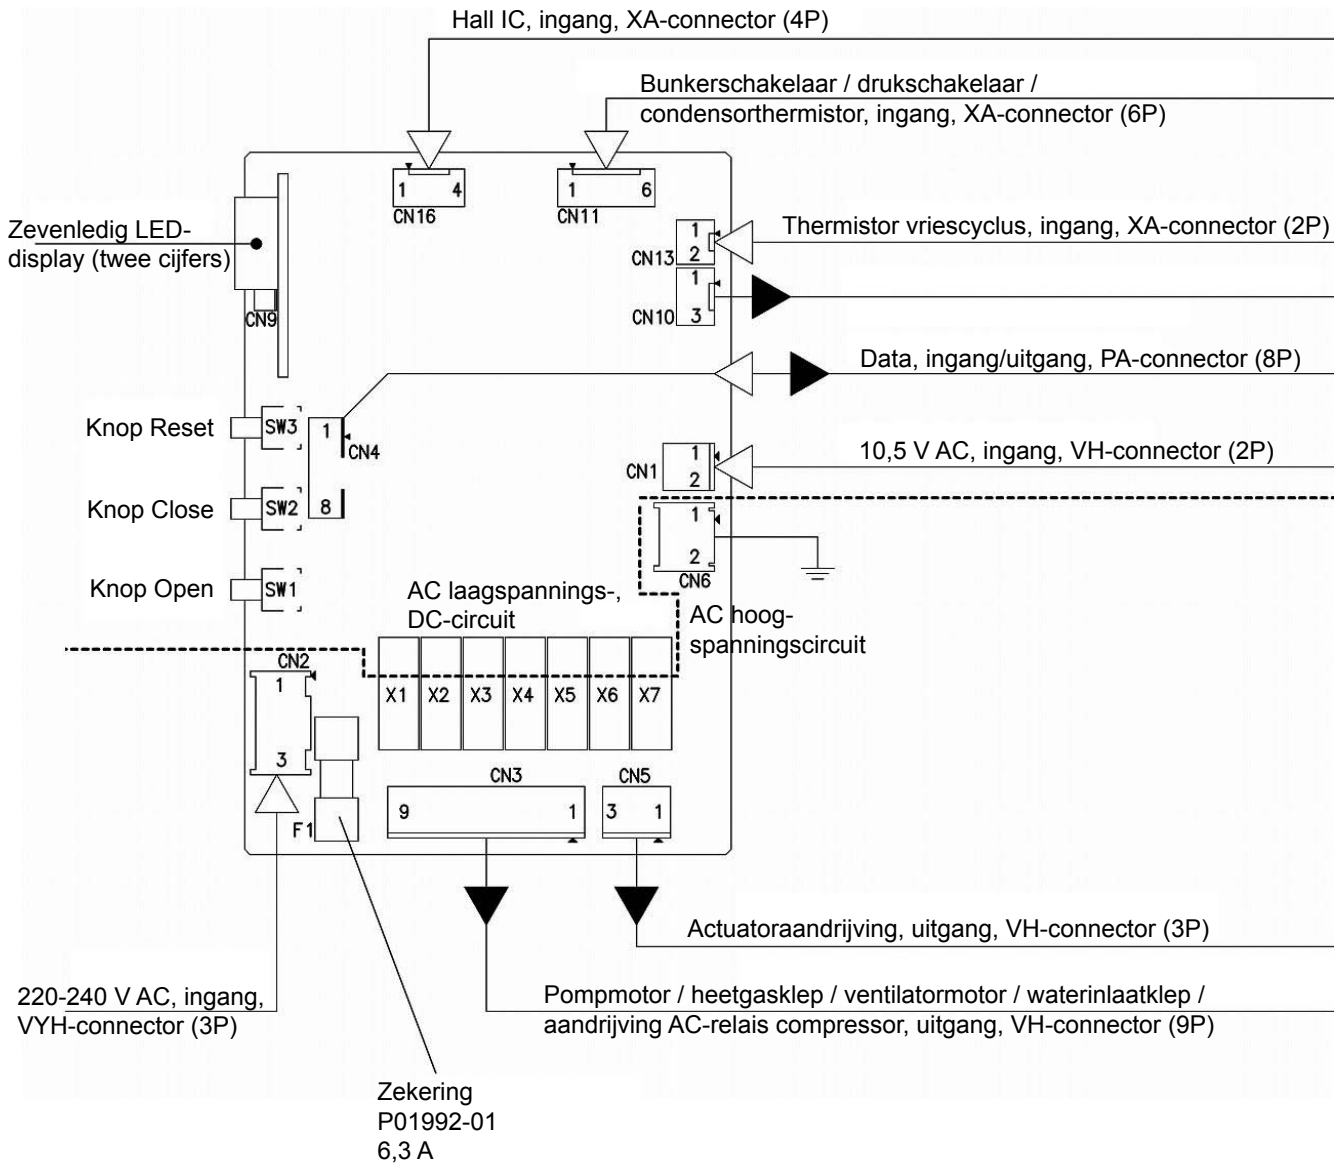 Hall IC, ingang, XA-connector (4P)
Bunkerschakelaar / drukschakelaar /
condensorthermistor, ingang, XA-connector (6P)
1 4
CN16
1 6
CN11
Zevenledig LED-
display (twee cijfers)
CN9
1
2
CN13
Thermistor vriescyclus, ingang, XA-connector (2P)
1
3
CN10
Data, ingang/uitgang, PA-connector (8P)
Knop Reset
SW3
1
8
CN4
10,5 V AC, ingang, VH-connector (2P)
1
2
CN1
Knop Close
SW2
1
2
CN6
Knop Open
SW1
AC laagspannings-,
DC-circuit
AC hoog-
spanningscircuit
CN2
1
3
X1 X2 X3 X4 X5 X6 X7
F1
CN3
9 1
CN5
3 1
Actuatoraandrijving, uitgang, VH-connector (3P)
220-240 V AC, ingang,
VYH-connector (3P)
Pompmotor / heetgasklep / ventilatormotor / waterinlaatklep /
aandrijving AC-relais compressor, uitgang, VH-connector (9P)
Zekering
P01992-01
6,3 A